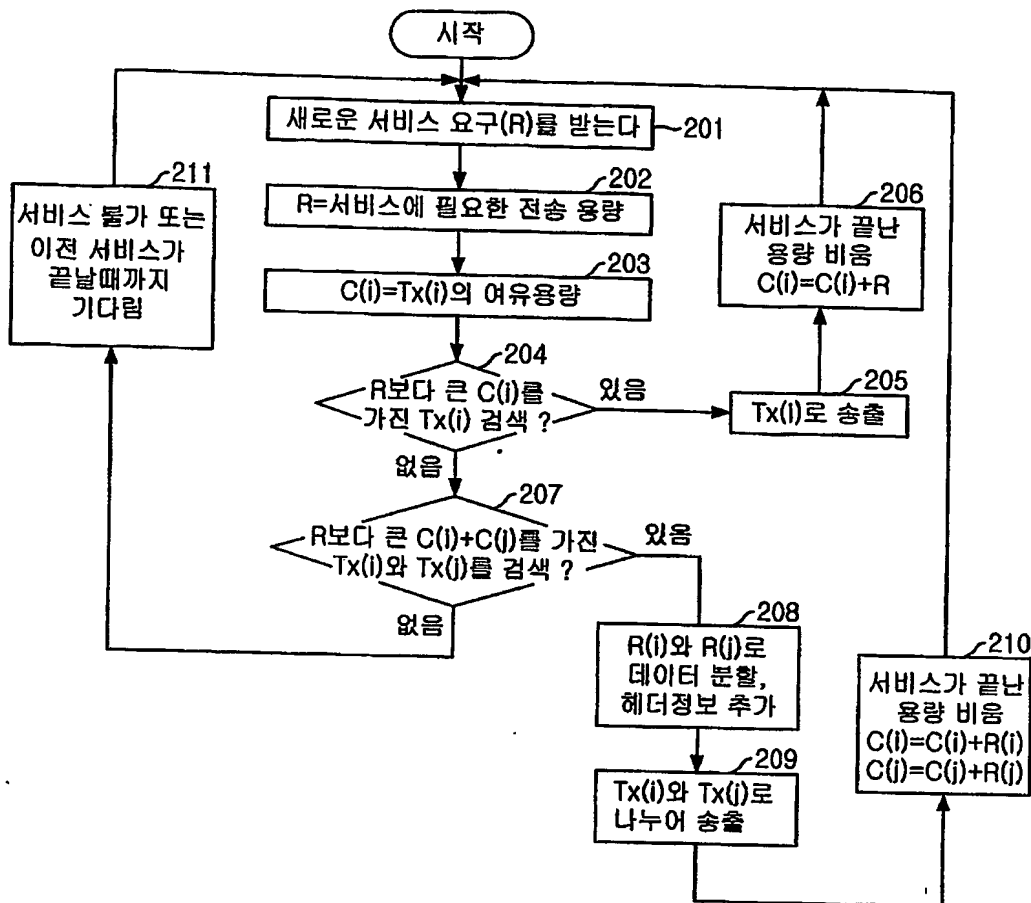 시작
새로운 서비스 요구(R)를 받는다
201
202
R=서비스에 필요한 전송 용량
203
C(i)=Tx(i)의 여유용량
204
R보다 큰 C(i)를
가진 Tx(i) 검색 ?
있음
없음
205
Tx(i)로 송출
206
서비스가 끝난
용량 비움
C(i)=C(i)+R
207
R보다 큰 C(i)+C(j)를 가진
Tx(i)와 Tx(j)를 검색 ?
있음
없음
208
R(i)와 R(j)로
데이터 분할,
헤더정보 추가
209
Tx(i)와 Tx(j)로
나누어 송출
210
서비스가 끝난
용량 비움
C(i)=C(i)+R(i)
C(j)=C(j)+R(j)
211
서비스 불가 또는
이전 서비스가
끝날때까지
기다림